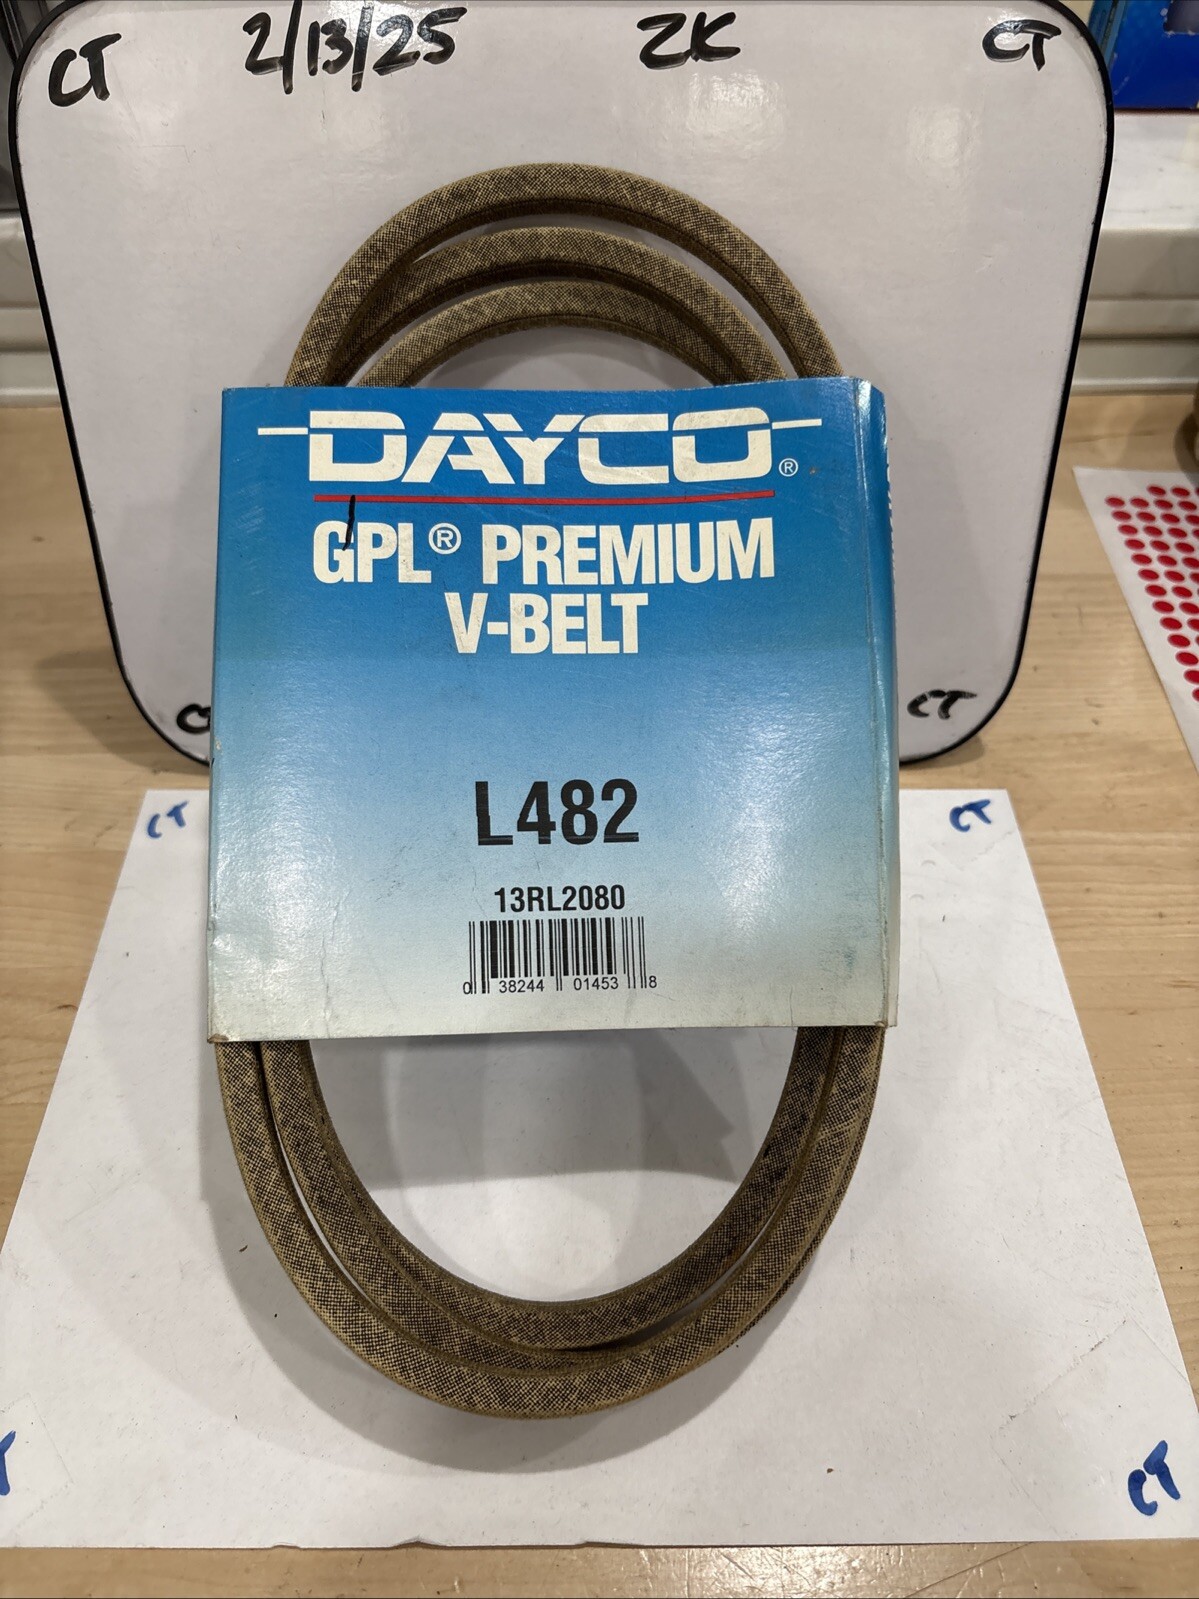 CT 2/13/25 ZK CT
DAYCO®
GPL® PREMIUM
V-BELT
CT
L482
CT CT
13RL2080
0 38244 01453 8
CT